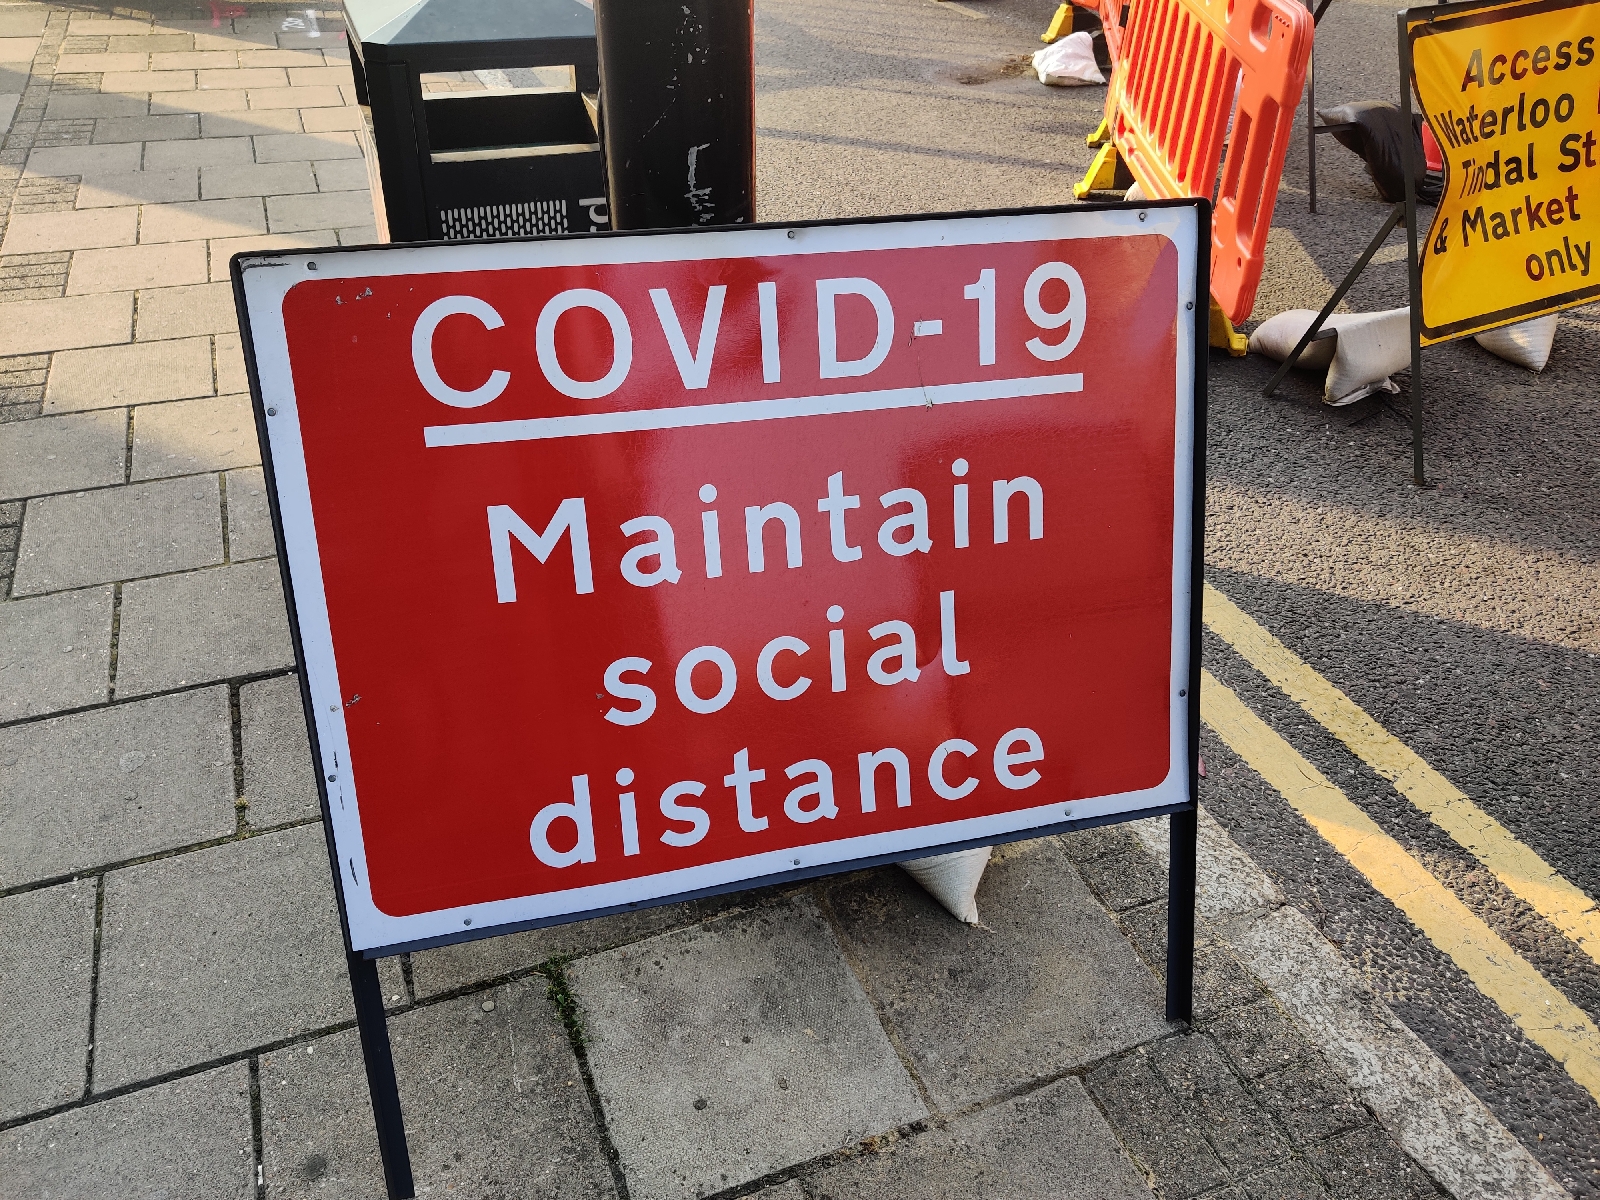 COVID-19
Maintain
social
distance
Access
Waterloo
Tindal St
& Market
only